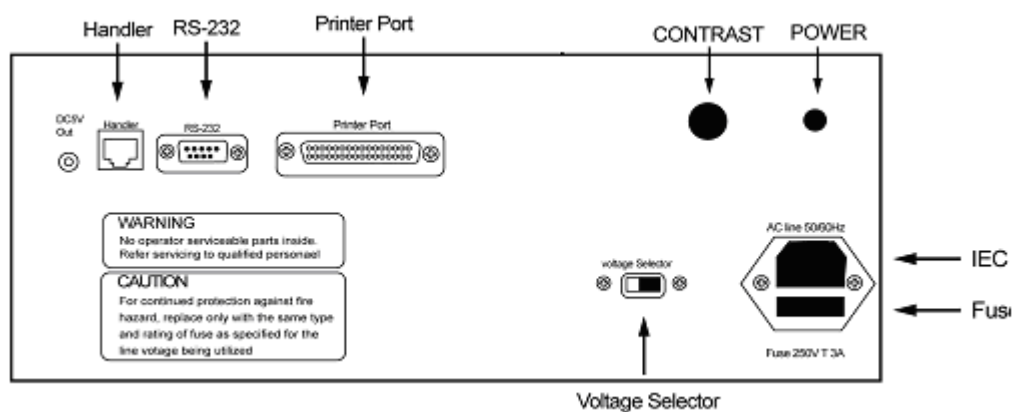 Handler RS-232 Printer Port CONTRAST POWER
DC5V
Out
Handler
RS-232
Printer Port
WARNING
No operator serviceable parts inside.
Refer servicing to qualified personael
CAUTION
For continued protection against fire
hazard, replace only with the same type
and rating of fuse as specified for the
line votage being utilized
voltage Selector
AC line 50/60Hz
IEC
Fuse
Fuse 250V T 3A
Voltage Selector